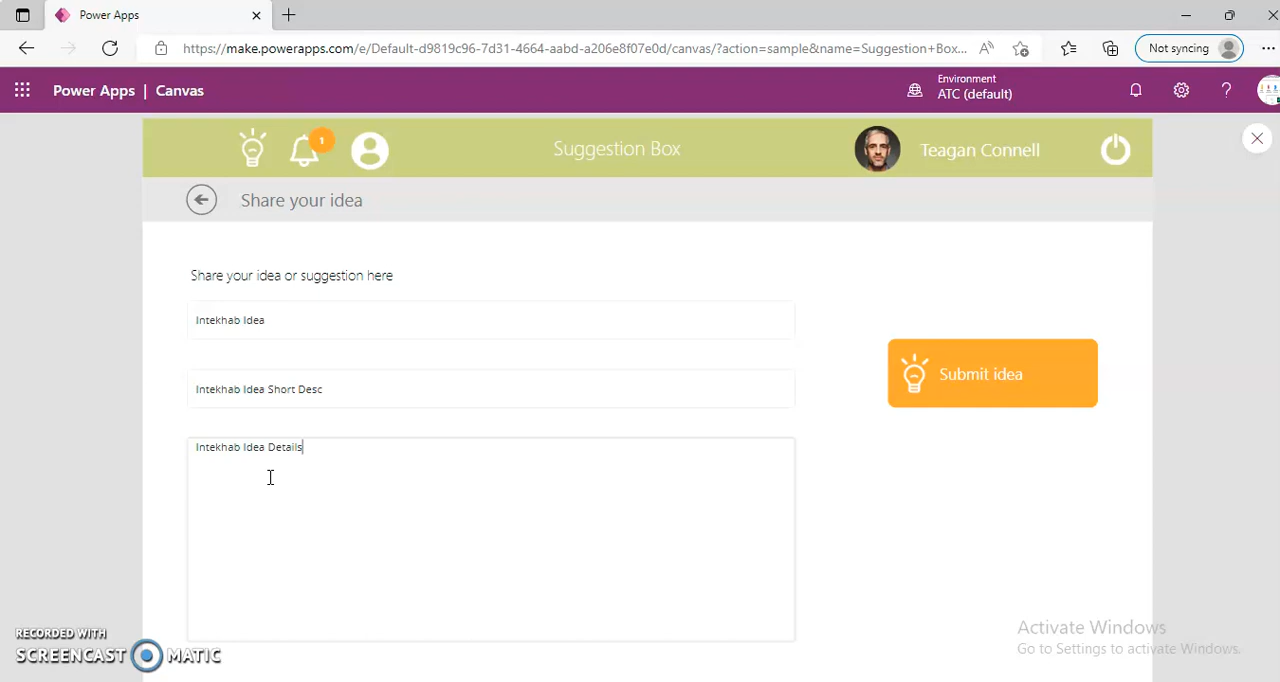 Power Apps
https://make.powerapps.com/e/Default-d9819c96-7d31-4664-aabd-a206e8f07e0d/canvas/?action=sample&name=Suggestion+Box...
Not syncing
Power Apps | Canvas
Environment
ATC (default)
1
Suggestion Box
Teagan Connell
Share your idea
Share your idea or suggestion here
Intekhab Idea
Intekhab Idea Short Desc
Submit idea
Intekhab Idea Details
Activate Windows
Go to Settings to activate Windows.
RECORDED WITH
SCREENCAST MATIC